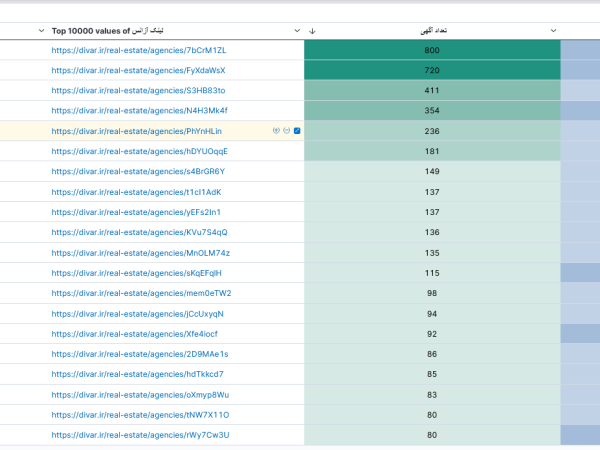 Top 10000 values of لینک آژانس تعداد آگهی
https://divar.ir/real-estate/agencies/7bCrM1ZL 800
https://divar.ir/real-estate/agencies/FyXdaWsX 720
https://divar.ir/real-estate/agencies/S3HB83to 411
https://divar.ir/real-estate/agencies/N4H3Mk4f 354
https://divar.ir/real-estate/agencies/PhYnHLin 236
https://divar.ir/real-estate/agencies/hDYUOqqE 181
https://divar.ir/real-estate/agencies/s4BrGR6Y 149
https://divar.ir/real-estate/agencies/t1cI1AdK 137
https://divar.ir/real-estate/agencies/yEFs2In1 137
https://divar.ir/real-estate/agencies/KVu7S4qQ 136
https://divar.ir/real-estate/agencies/MnOLM74z 135
https://divar.ir/real-estate/agencies/sKqEFqlH 115
https://divar.ir/real-estate/agencies/mem0eTW2 98
https://divar.ir/real-estate/agencies/jCcUxyqN 94
https://divar.ir/real-estate/agencies/Xfe4iocf 92
https://divar.ir/real-estate/agencies/2D9MAe1s 86
https://divar.ir/real-estate/agencies/hdTkkcd7 85
https://divar.ir/real-estate/agencies/oXmyp8Wu 83
https://divar.ir/real-estate/agencies/tNW7X11O 80
https://divar.ir/real-estate/agencies/rWy7Cw3U 80